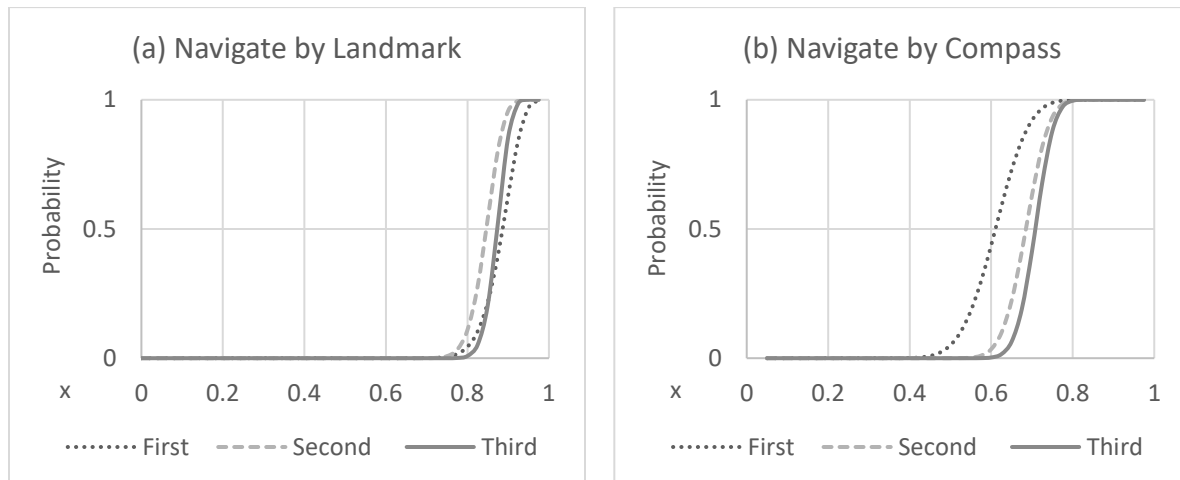 (a) Navigate by Landmark
1
0.5
0
Probability
x
0 0.2 0.4 0.6 0.8 1
First Second Third
(b) Navigate by Compass
1
0.5
0
Probability
x
0 0.2 0.4 0.6 0.8 1
First Second Third